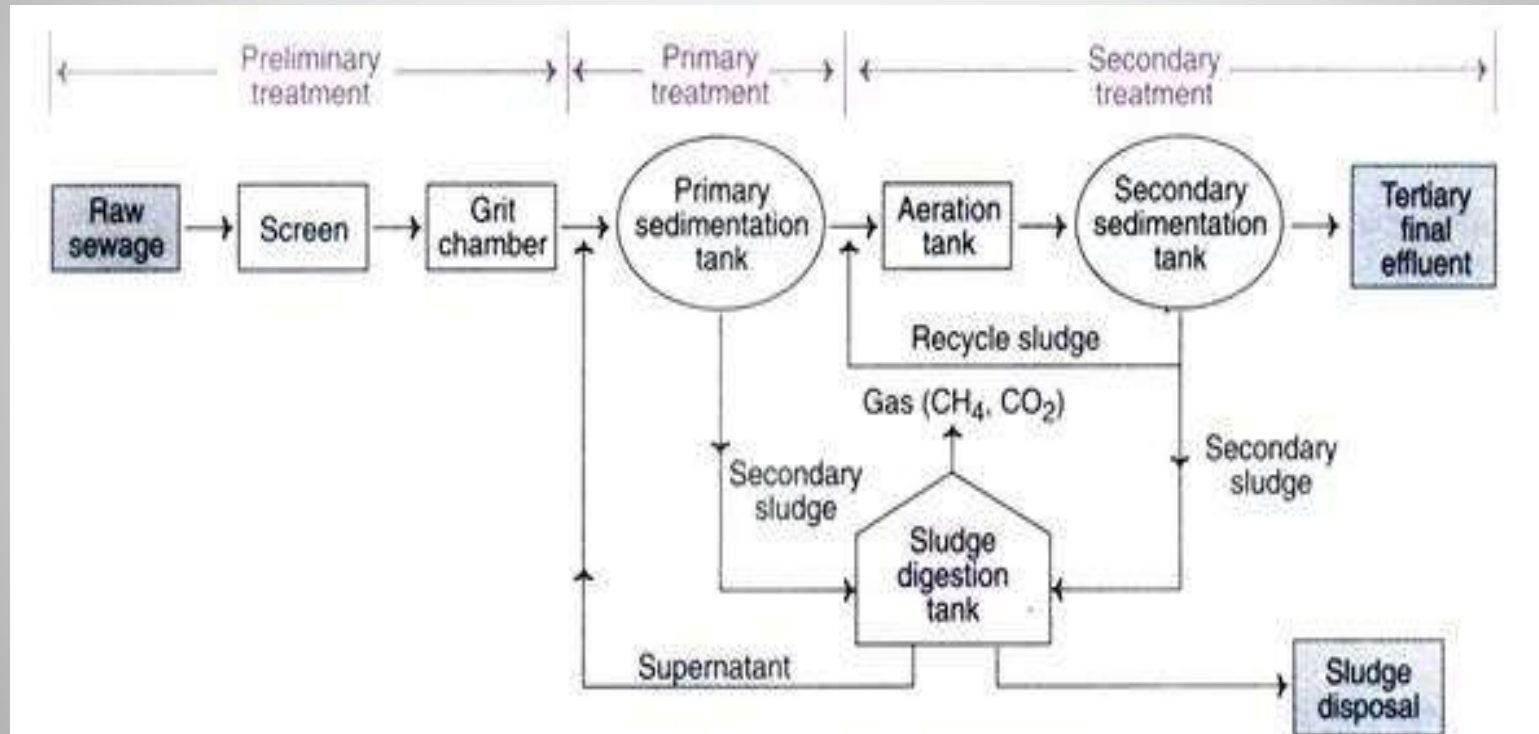 Preliminary
treatment
Primary
treatment
Secondary
treatment
Raw
sewage
Screen
Grit
chamber
Primary
sedimentation
tank
Aeration
tank
Secondary
sedimentation
tank
Tertiary
final
effluent
Recycle sludge
Gas (CH₄, CO₂)
Secondary
sludge
Secondary
sludge
Sludge
digestion
tank
Supernatant
Sludge
disposal